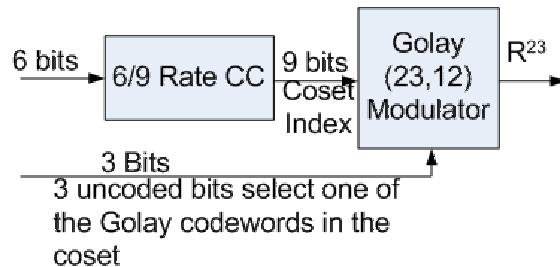 6 bits
6/9 Rate CC
9 bits
Coset
Index
Golay
(23,12)
Modulator
R23
3 Bits
3 uncoded bits select one of
the Golay codewords in the
coset